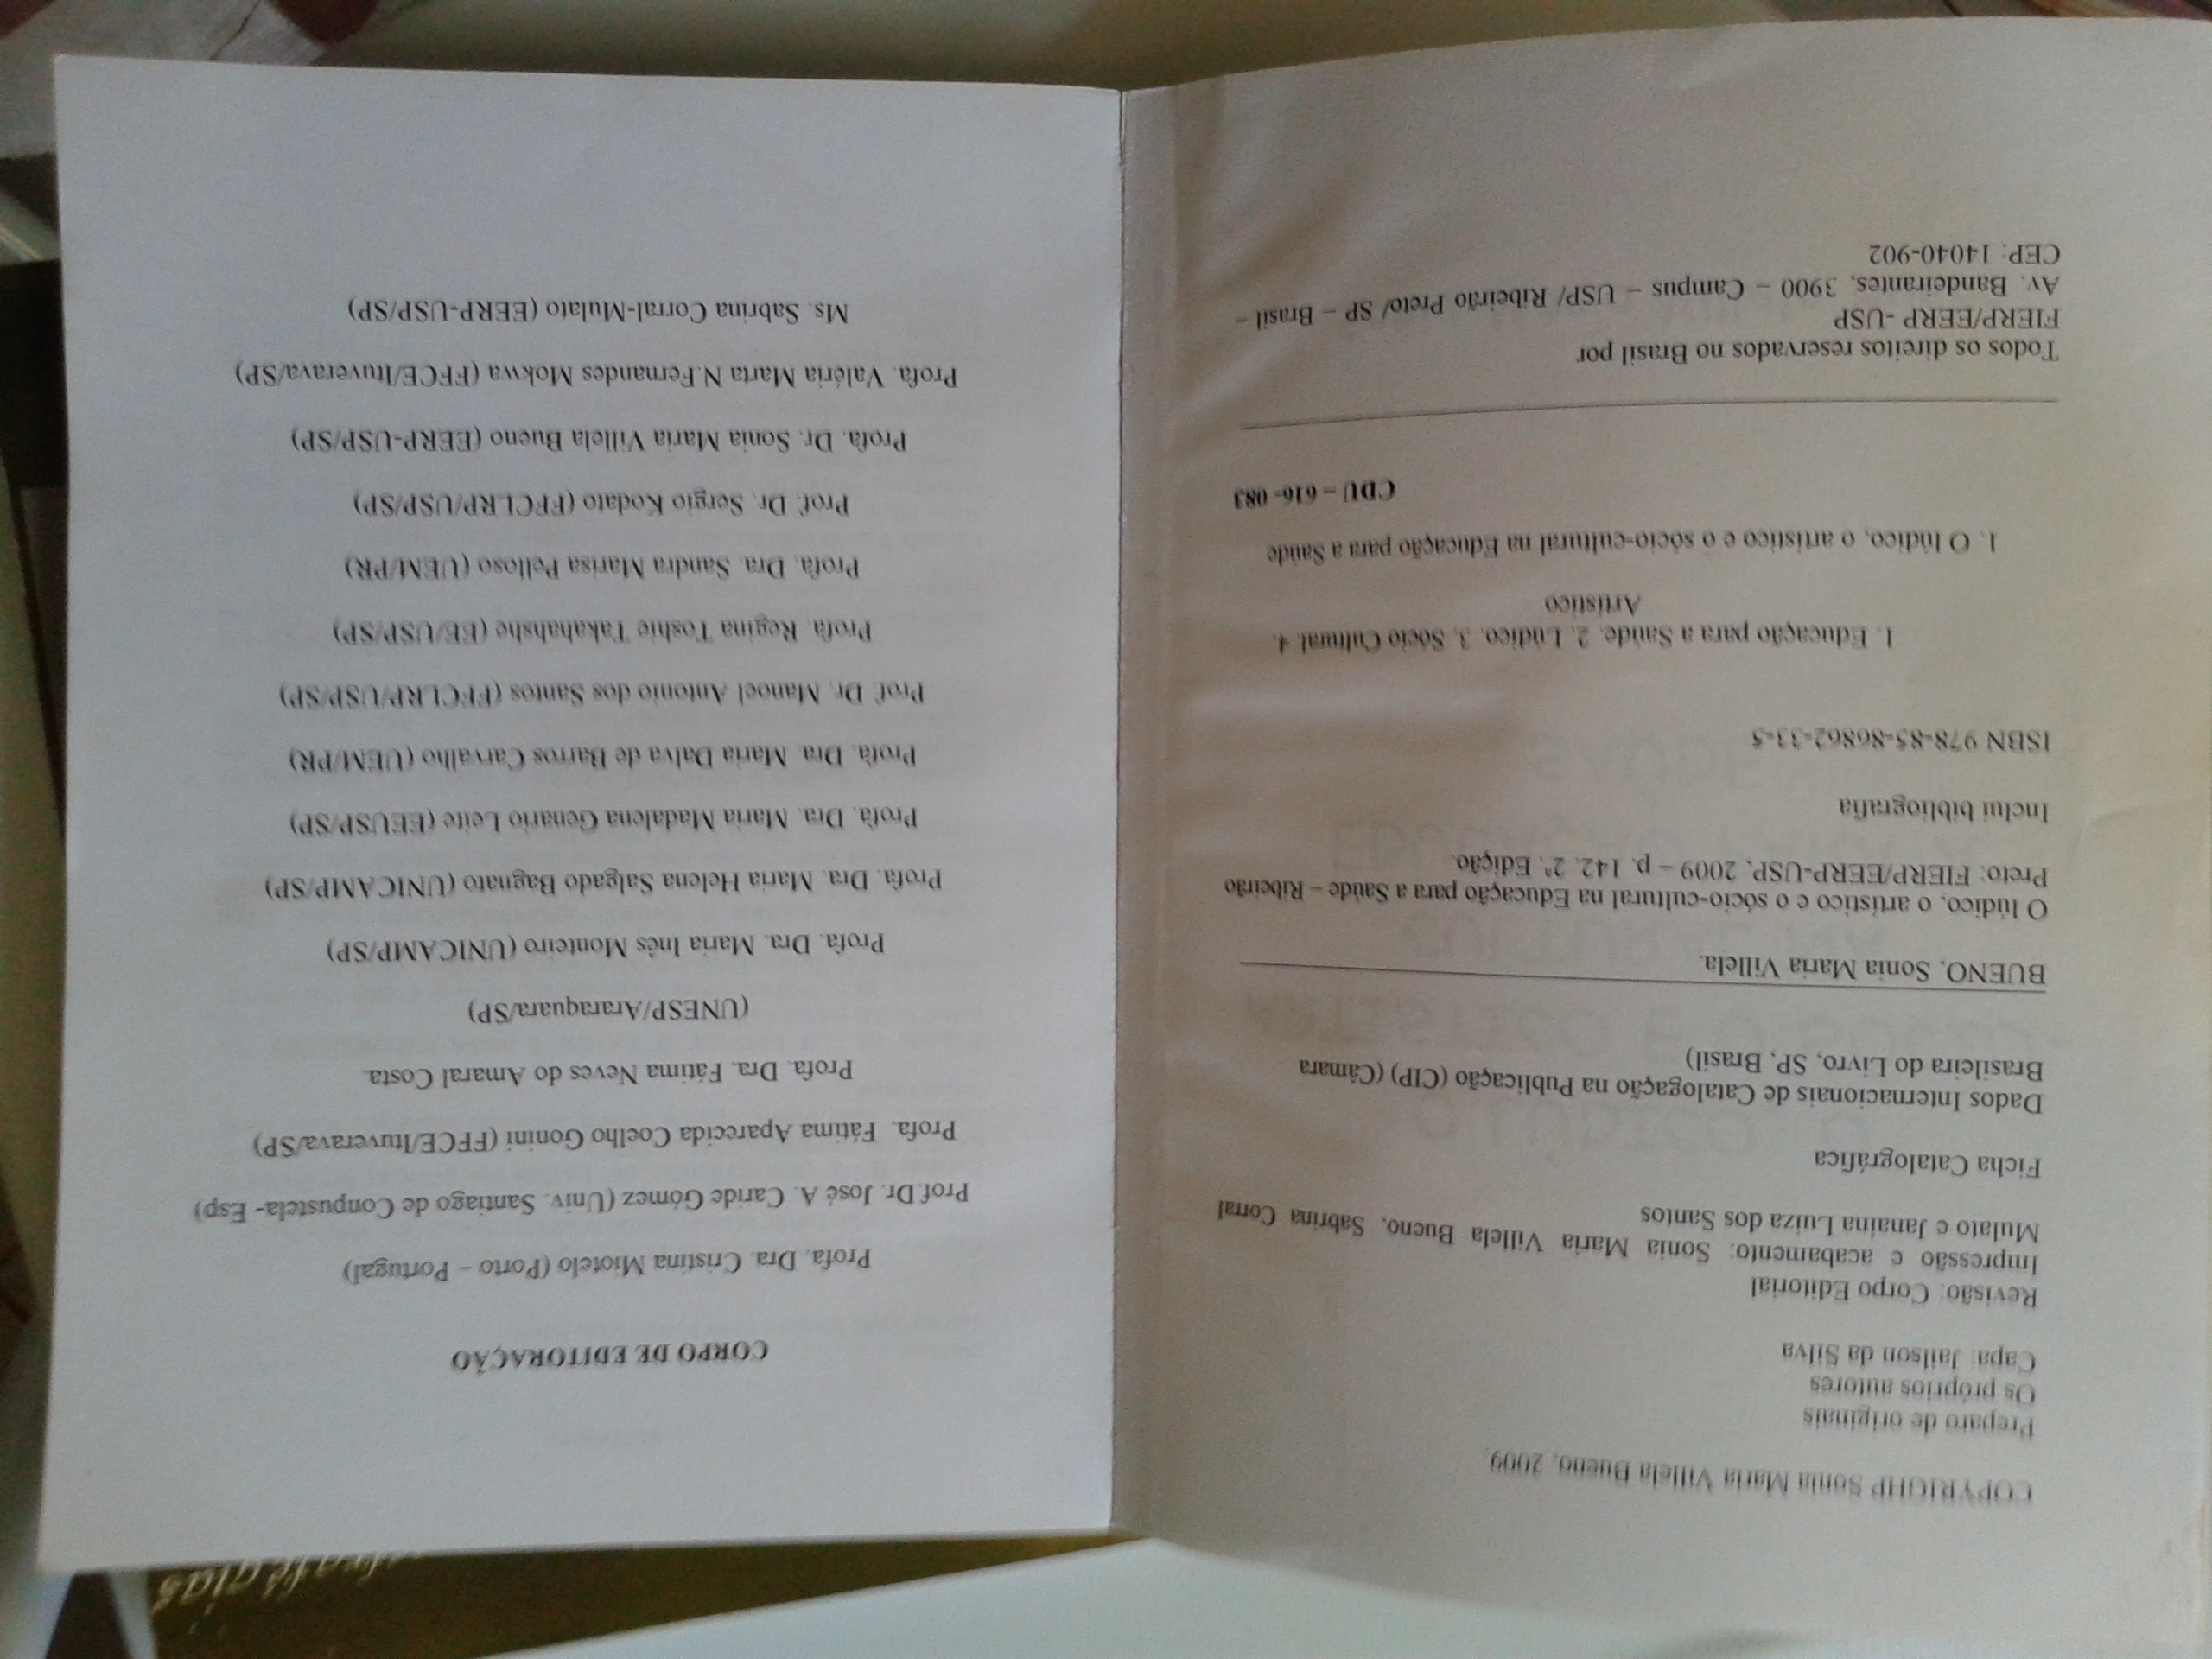 COPYRIGHP Sonia Maria Villela Bueno, 2009.
Preparo de originais
Os próprios autores
Capa: Jailson da Silva
Revisão: Corpo Editorial
Impressão e acabamento: Sonia Maria Villela Bueno, Sabrina Corral
Mulato e Janaína Luiza dos Santos
Ficha Catalográfica
Dados Internacionais de Catalogação na Publicação (CIP) (Câmara
Brasileira do Livro, SP, Brasil)
BUENO, Sonia Maria Villela.
O lúdico, o artístico e o sócio-cultural na Educação para a Saúde – Ribeirão
Preto: FIERP/EERP-USP, 2009 – p. 142. 2ª. Edição.
Inclui bibliografia
ISBN 978-85-86862-33-5
1. Educação para a Saúde. 2. Lúdico. 3. Sócio Cultural. 4.
Artístico
1. O lúdico, o artístico e o sócio-cultural na Educação para a Saúde
CDU – 616- 083
Todos os direitos reservados no Brasil por
FIERP/EERP -USP
Av. Bandeirantes, 3900 – Campus – USP/ Ribeirão Preto/ SP – Brasil –
CEP: 14040-902
CORPO DE EDITORAÇÃO
Profa. Dra. Cristina Miotelo (Porto – Portugal)
Prof.Dr. José A. Caride Gómez (Univ. Santiago de Conpustela- Esp)
Profa. Fátima Aparecida Coelho Gonini (FFCE/Ituverava/SP)
Profa. Dra. Fátima Neves do Amaral Costa.
(UNESP/Araraquara/SP)
Profa. Dra. Maria Inês Monteiro (UNICAMP/SP)
Profa. Dra. Maria Helena Salgado Bagnato (UNICAMP/SP)
Profa. Dra. Maria Madalena Genario Leite (EEUSP/SP)
Profa. Dra. Maria Dalva de Barros Carvalho (UEM/PR)
Prof. Dr. Manoel Antonio dos Santos (FFCLRP/USP/SP)
Profa. Regina Toshie Takahahsho (EE/USP/SP)
Profa. Dra. Sandra Marisa Pelloso (UEM/PR)
Prof. Dr. Sergio Kodato (FFCLRP/USP/SP)
Profa. Dr. Sonia Maria Villela Bueno (EERP-USP/SP)
Profa. Valéria Marta N.Fernandes Mokwa (FFCE/Ituverava/SP)
Ms. Sabrina Corral-Mulato (EERP-USP/SP)